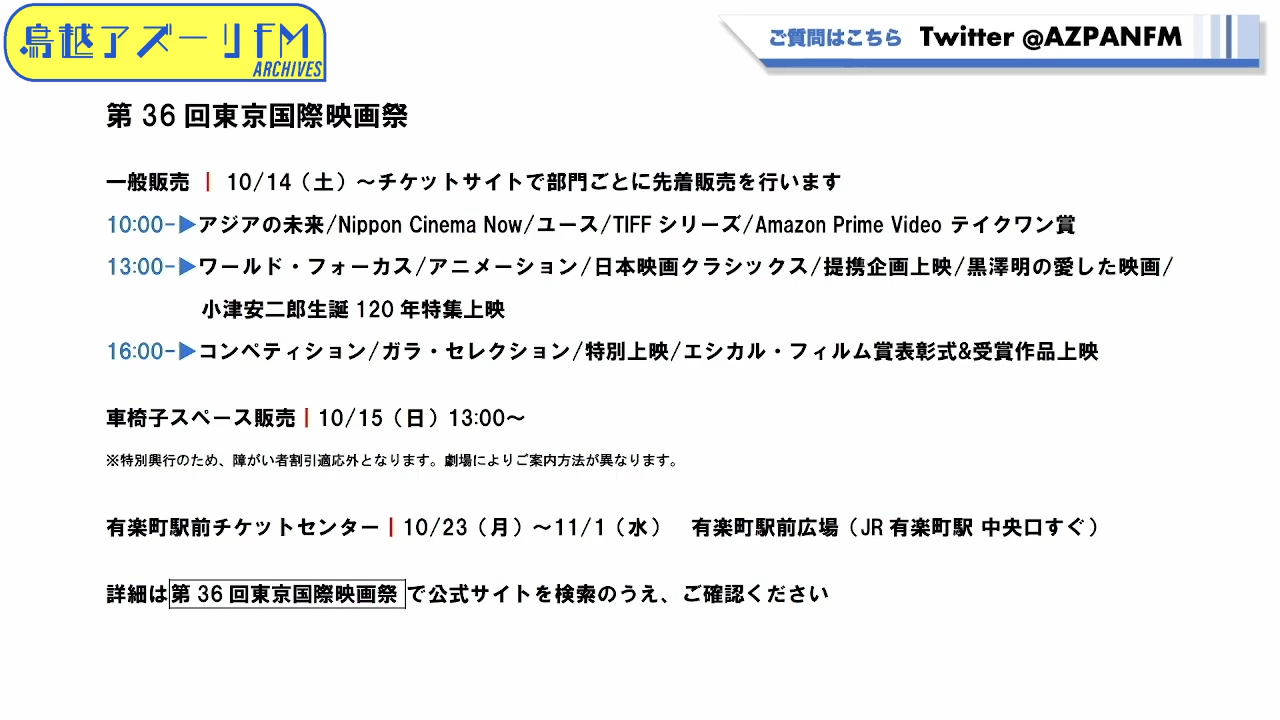 鳥越アズーリFM
ARCHIVES
ご質問はこちら Twitter @AZPANFM
第 36 回東京国際映画祭
一般販売 | 10/14（土）～チケットサイトで部門ごとに先着販売を行います
10:00-▶アジアの未来/Nippon Cinema Now/ユース/TIFF シリーズ/Amazon Prime Video テイクワン賞
13:00-▶ワールド・フォーカス/アニメーション/日本映画クラシックス/提携企画上映/黒澤明の愛した映画/
小津安二郎生誕 120 年特集上映
16:00-▶コンペティション/ガラ・セレクション/特別上映/エシカル・フィルム賞表彰式&受賞作品上映
車椅子スペース販売 | 10/15（日）13:00～
※特別興行のため、障がい者割引適応外となります。劇場によりご案内方法が異なります。
有楽町駅前チケットセンター | 10/23（月）～11/1（水）　有楽町駅前広場（JR 有楽町駅 中央口すぐ）
詳細は 第 36 回東京国際映画祭 で公式サイトを検索のうえ、ご確認ください